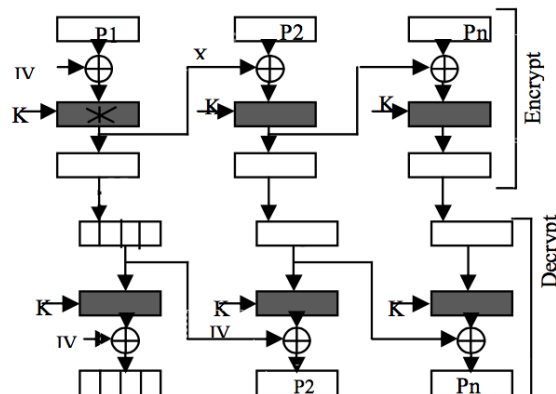 P1 P2 Pn
IV x
K K K
Encrypt
Decrypt
K K K
IV IV
P2 Pn